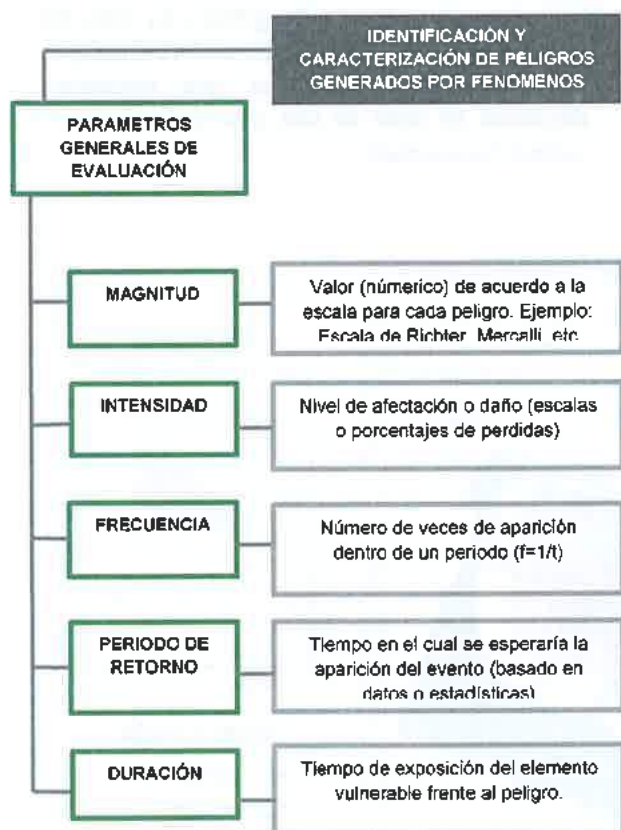 IDENTIFICACIÓN Y
CARACTERIZACIÓN DE PELIGROS
GENERADOS POR FENOMENOS
PARAMETROS
GENERALES DE
EVALUACIÓN
MAGNITUD
Valor (númerico) de acuerdo a la
escala para cada peligro. Ejemplo:
Escala de Richter, Mercalli, etc
INTENSIDAD
Nivel de afectación o daño (escalas
o porcentajes de perdidas)
FRECUENCIA
Número de veces de aparición
dentro de un periodo (f=1/t)
PERIODO DE
RETORNO
Tiempo en el cual se esperaría la
aparición del evento (basado en
datos o estadísticas)
DURACIÓN
Tiempo de exposición del elemento
vulnerable frente al peligro.